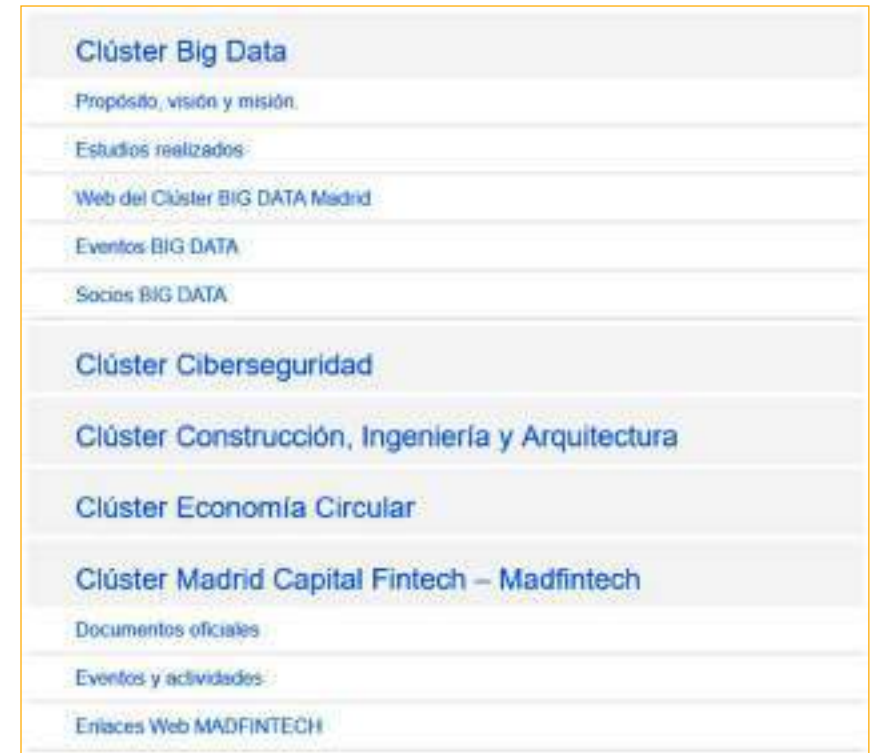 Clúster Big Data
Propósito, visión y misión.
Estudios realizados
Web del Clúster BIG DATA Madrid
Eventos BIG DATA
Socios BIG DATA
Clúster Ciberseguridad
Clúster Construcción, Ingeniería y Arquitectura
Clúster Economía Circular
Clúster Madrid Capital Fintech – Madfintech
Documentos oficiales
Eventos y actividades
Enlaces Web MADFINTECH